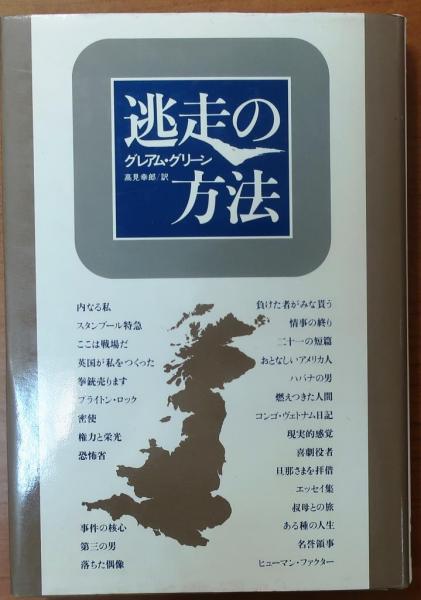 逃走の
方法
グレアム・グリーン
高見幸郎/訳
内なる私
スタンブール特急
ここは戦場だ
英国が私をつくった
拳銃売ります
ブライトン・ロック
密使
権力と栄光
恐怖省
事件の核心
第三の男
落ちた偶像
負けた者がみな貰う
情事の終り
二十一の短篇
おとなしいアメリカ人
ハバナの男
燃えつきた人間
コンゴ・ヴェトナム日記
現実的感覚
喜劇役者
旦那さまを拝借
エッセイ集
叔母との旅
ある種の人生
名誉領事
ヒューマン・ファクター